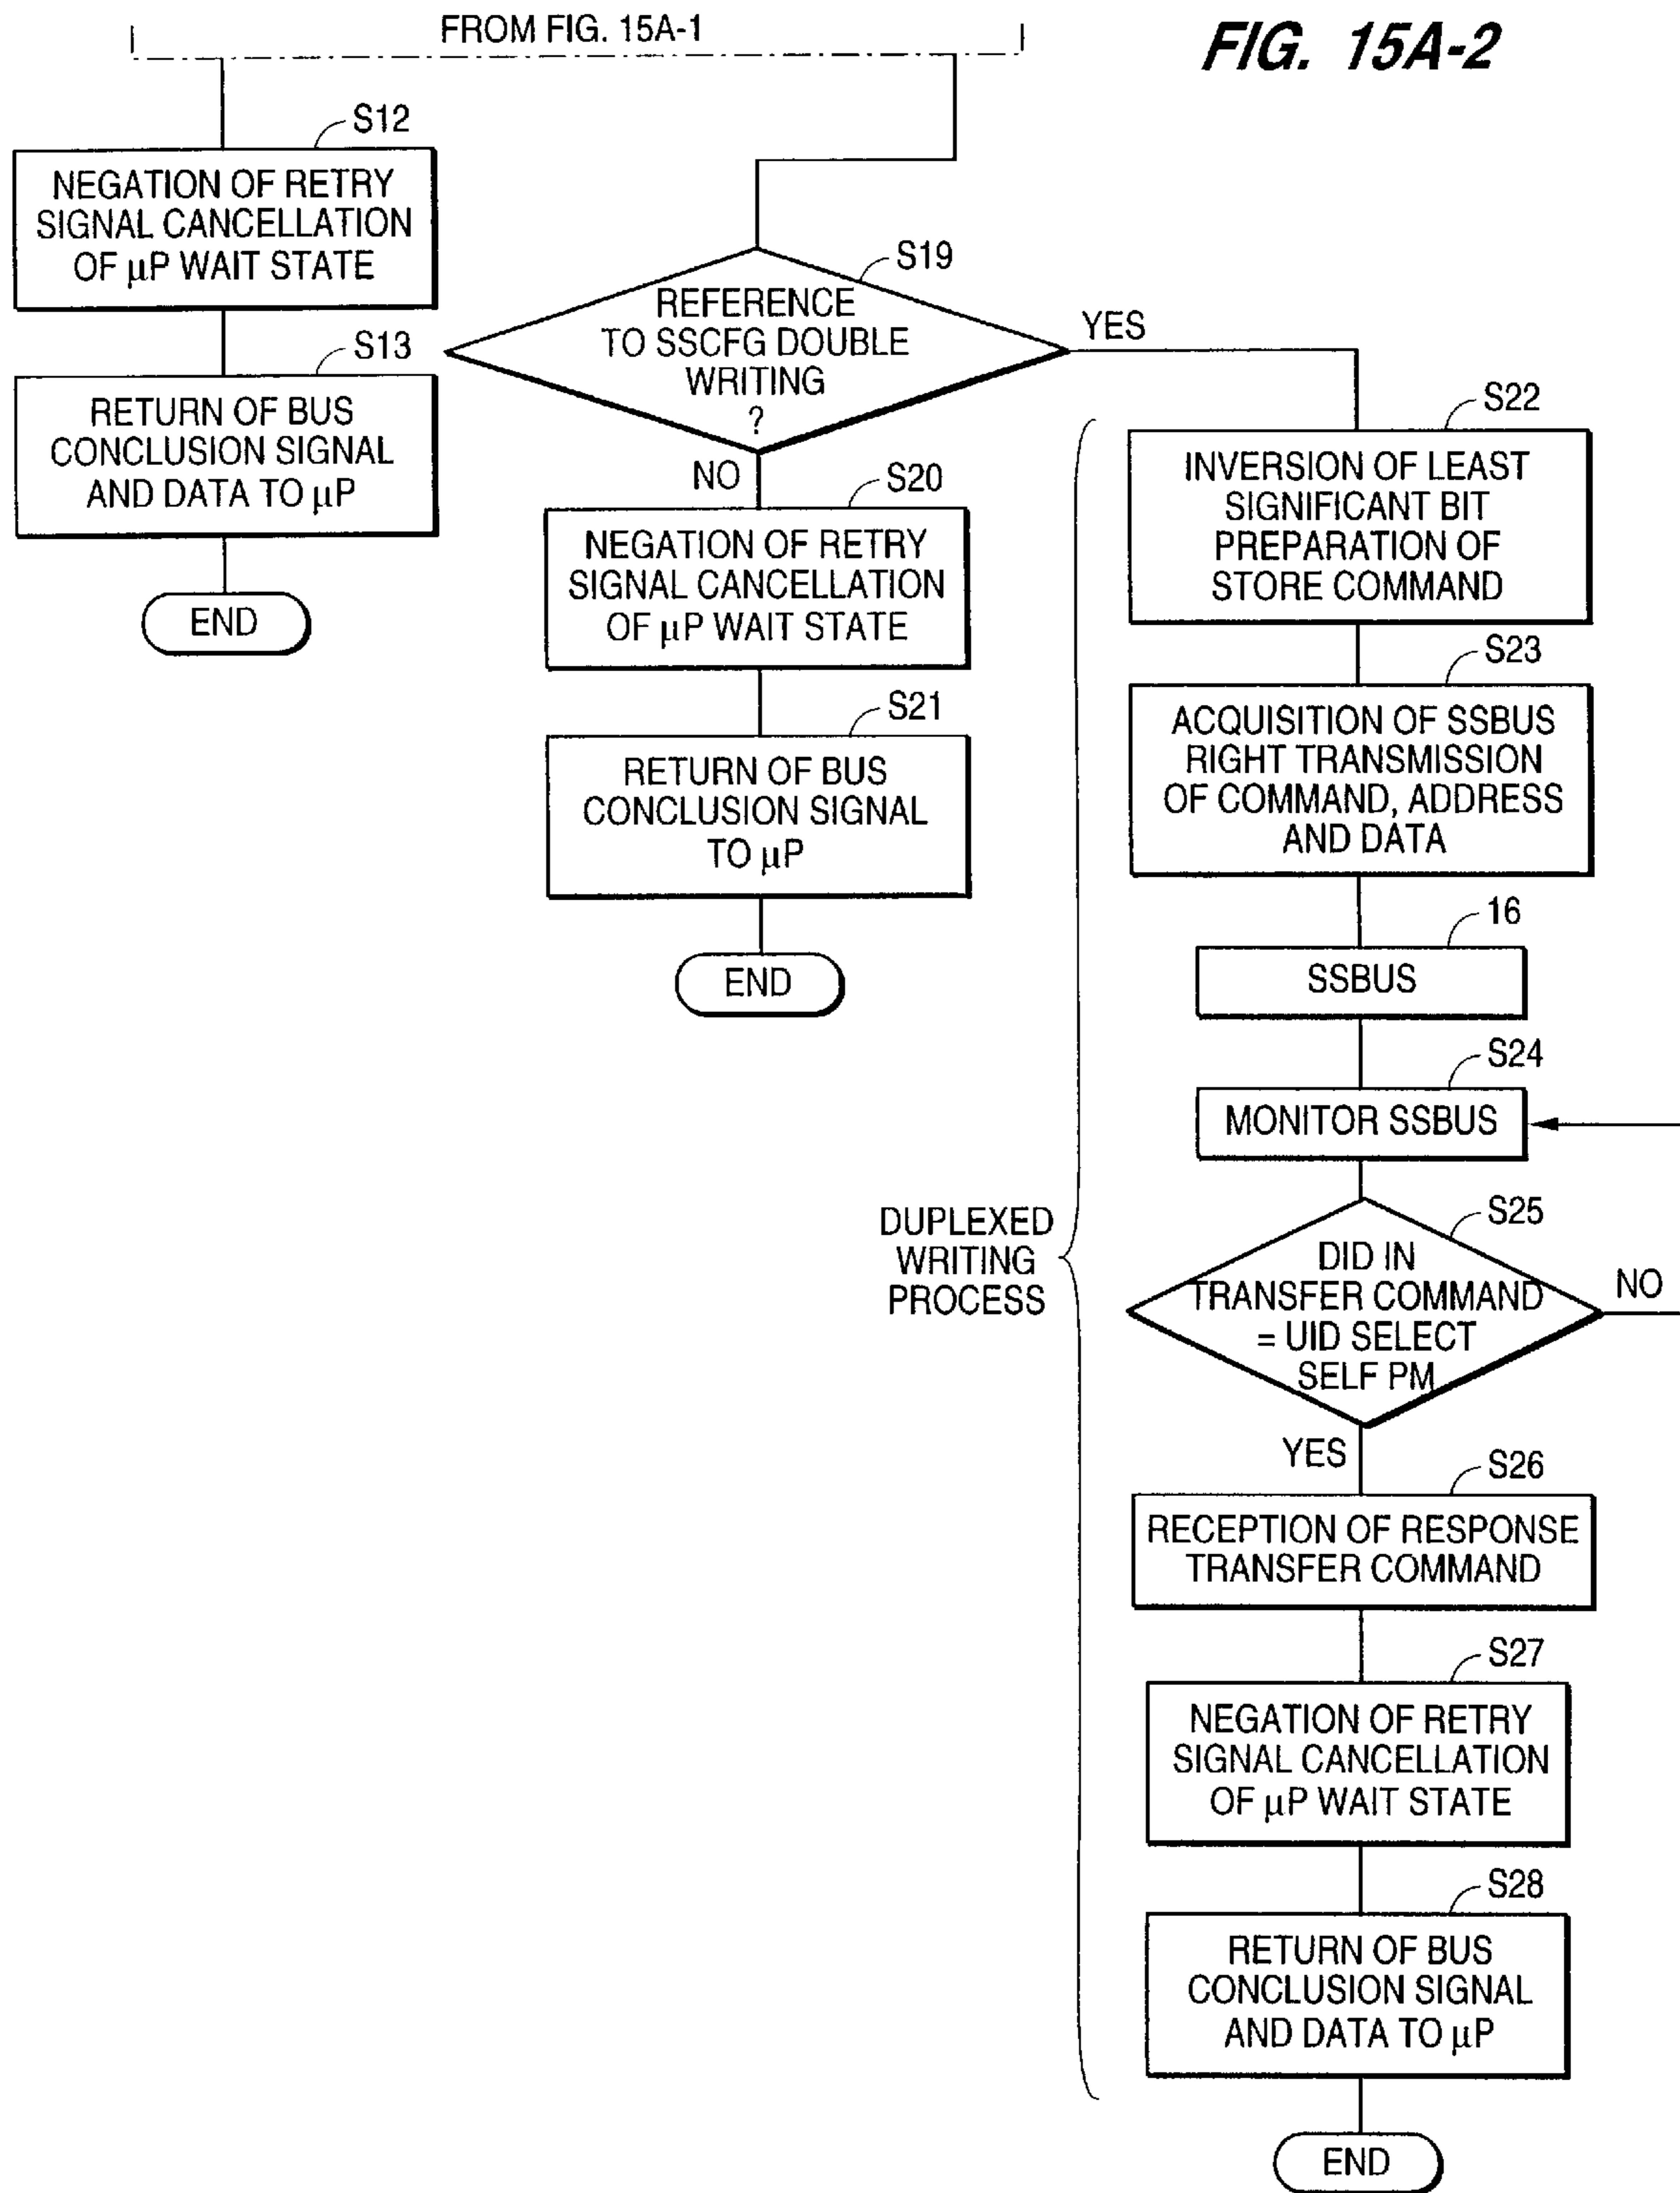 FROM FIG. 15A-1
FIG. 15A-2
S12
NEGATION OF RETRY
SIGNAL CANCELLATION
OF μP WAIT STATE
S13
RETURN OF BUS
CONCLUSION SIGNAL
AND DATA TO μP
END
S19
REFERENCE
TO SSCFG DOUBLE
WRITING
?
YES
NO
S20
NEGATION OF RETRY
SIGNAL CANCELLATION
OF μP WAIT STATE
S21
RETURN OF BUS
CONCLUSION SIGNAL
TO μP
END
DUPLEXED
WRITING
PROCESS
S22
INVERSION OF LEAST
SIGNIFICANT BIT
PREPARATION OF
STORE COMMAND
S23
ACQUISITION OF SSBUS
RIGHT TRANSMISSION
OF COMMAND, ADDRESS
AND DATA
16
SSBUS
S24
MONITOR SSBUS
S25
DID IN
TRANSFER COMMAND
= UID SELECT
SELF PM
NO
YES
S26
RECEPTION OF RESPONSE
TRANSFER COMMAND
S27
NEGATION OF RETRY
SIGNAL CANCELLATION
OF μP WAIT STATE
S28
RETURN OF BUS
CONCLUSION SIGNAL
AND DATA TO μP
END